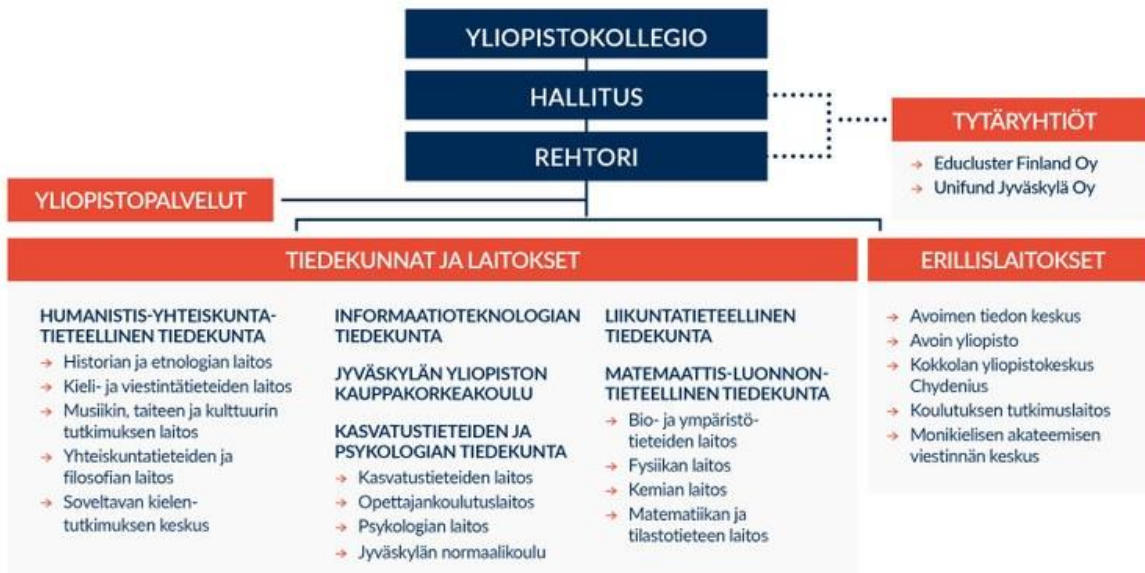 YLIOPISTOKOLLEGIO
HALLITUS
REHTORI
TYTÄRYHTIÖT
→ Educluster Finland Oy
→ Unifund Jyväskylä Oy
YLIOPISTOPALVELUT
TIEDEKUNNAT JA LAITOKSET
HUMANISTIS-YHTEISKUNTA-
TIETEELLINEN TIEDEKUNTA
→ Historian ja etnologian laitos
→ Kieli- ja viestintätieteiden laitos
→ Musiikin, taiteen ja kulttuurin
tutkimuksen laitos
→ Yhteiskuntatieteiden ja
filosofian laitos
→ Soveltavan kielen-
tutkimuksen keskus
INFORMAATIOTEKNOLOGIAN
TIEDEKUNTA
JYVÄSKYLÄN YLIOPISTON
KAUPPAKORKEAKOULU
KASVATUSTIETEIDEN JA
PSYKOLOGIAN TIEDEKUNTA
→ Kasvatustieteiden laitos
→ Opettajankoulutuslaitos
→ Psykologian laitos
→ Jyväskylän normaalikoulu
LIIKUNTATIETEELLINEN
TIEDEKUNTA
MATEMAATTIS-LUONNON-
TIETEELLINEN TIEDEKUNTA
→ Bio- ja ympäristö-
tieteiden laitos
→ Fysiikan laitos
→ Kemian laitos
→ Matematiikan ja
tilastotieteen laitos
ERILLISLAITOKSET
→ Avoimen tiedon keskus
→ Avoin yliopisto
→ Kokkolan yliopistokeskus
Chydenius
→ Koulutuksen tutkimuslaitos
→ Monikielisen akateemisen
viestinnän keskus